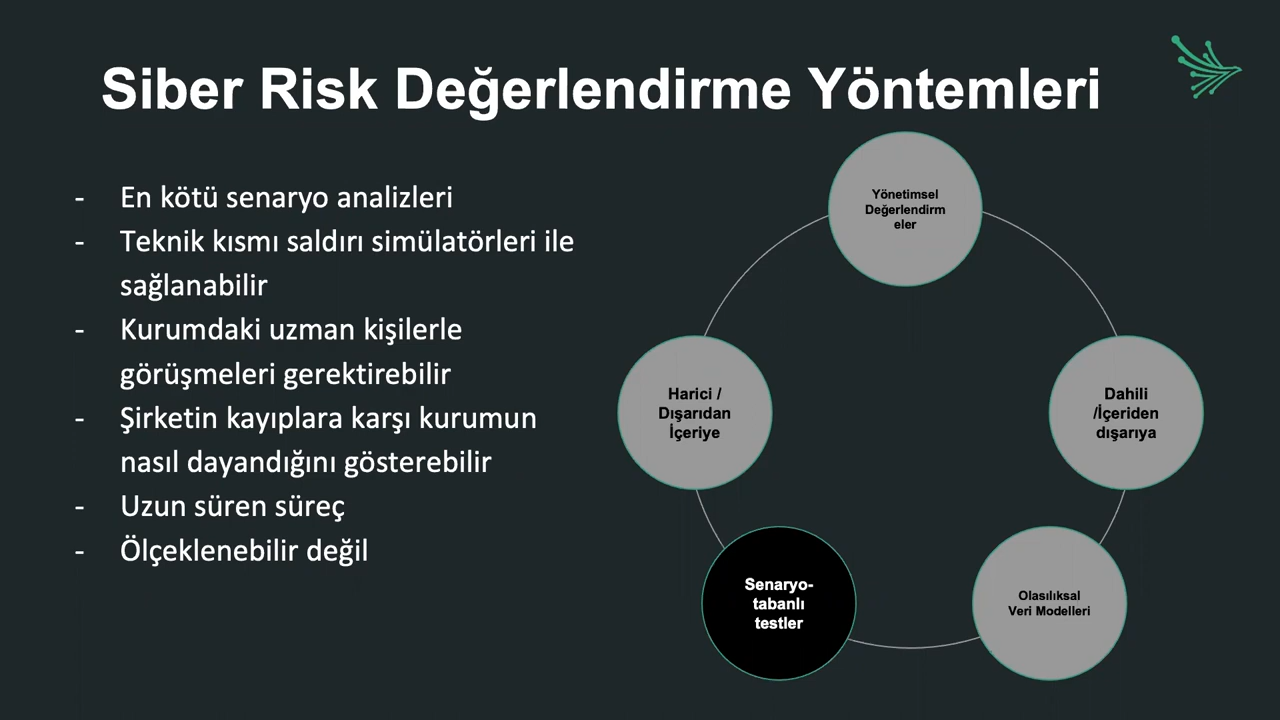 Siber Risk Değerlendirme Yöntemleri
- En kötü senaryo analizleri
- Teknik kısmı saldırı simülatörleri ile
sağlanabilir
- Kurumdaki uzman kişilerle
görüşmeleri gerektirebilir
- Şirketin kayıplara karşı kurumun
nasıl dayandığını gösterebilir
- Uzun süren süreç
- Ölçeklenebilir değil
Yönetimsel
Değerlendirm
eler
Harici /
Dışarıdan
İçeriye
Dahili
/İçeriden
dışarıya
Senaryo-
tabanlı
testler
Olasılıksal
Veri Modelleri